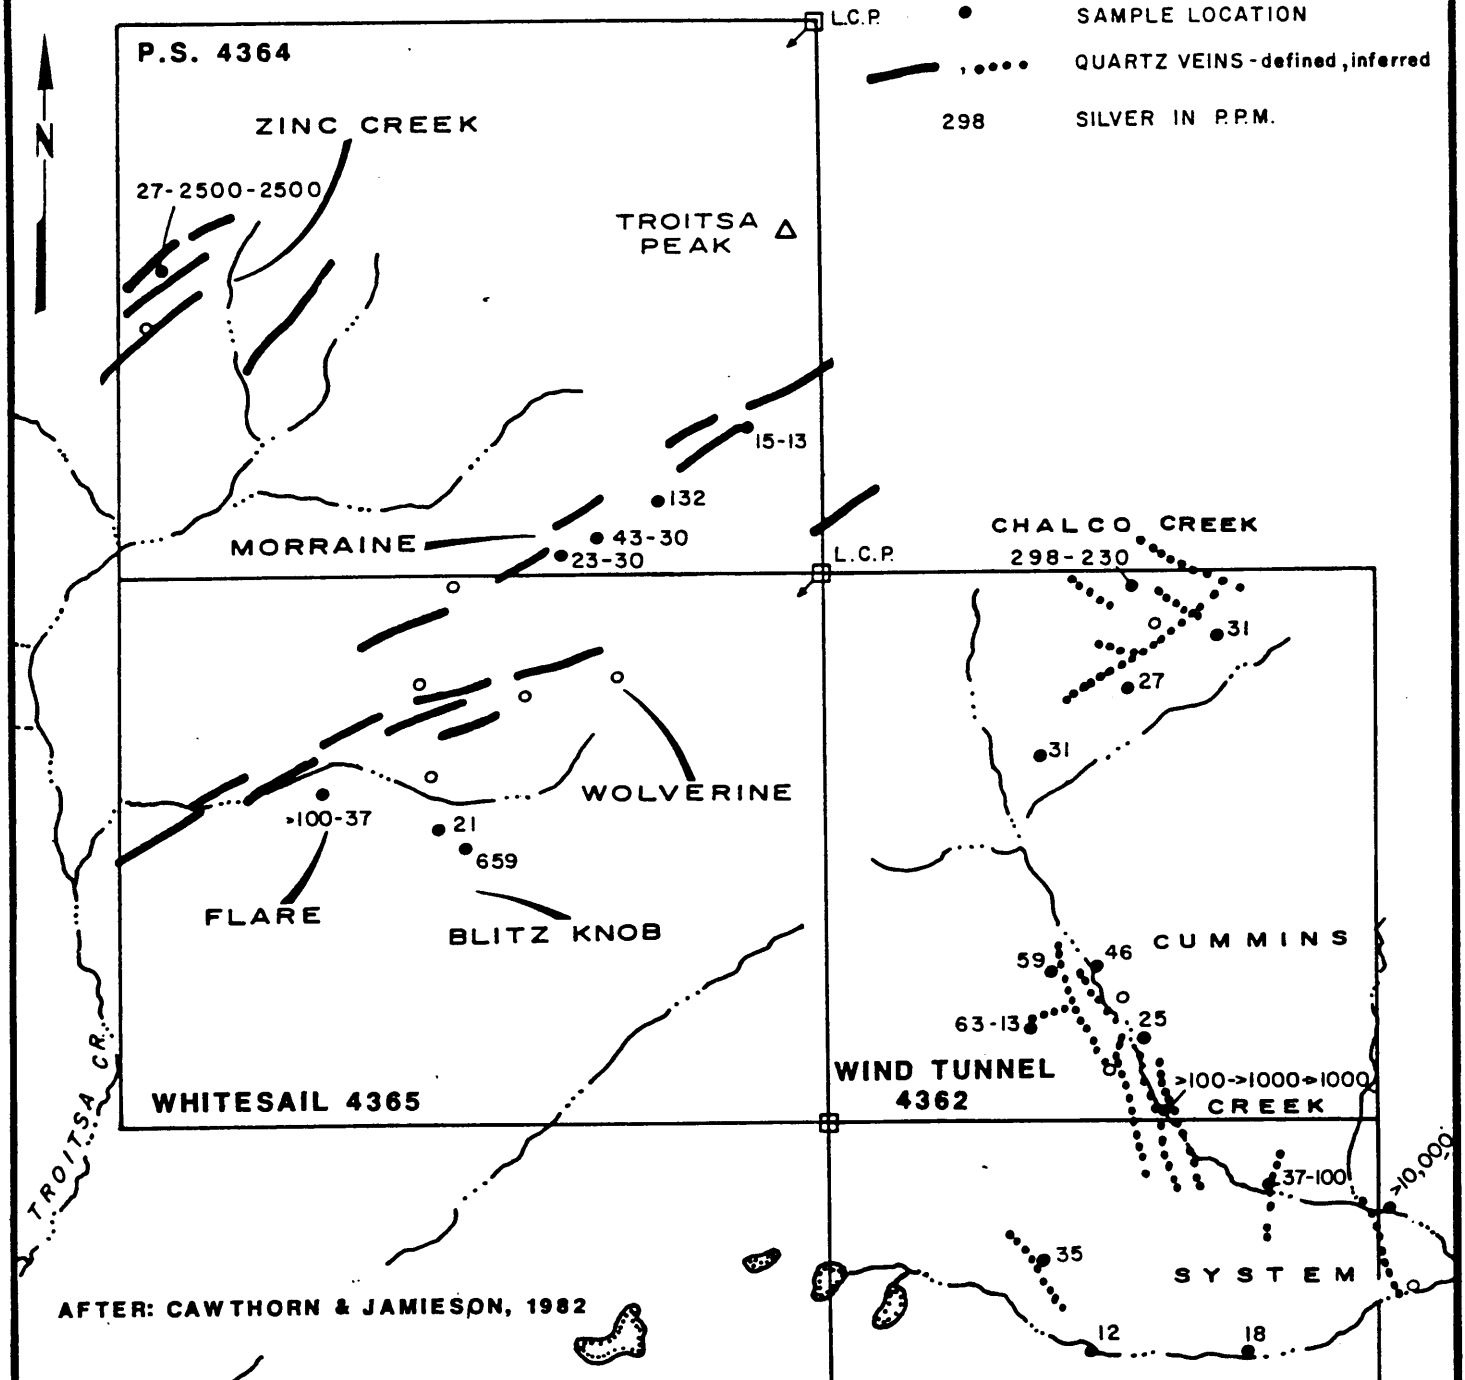 L.C.P.
SAMPLE LOCATION
P.S. 4364
QUARTZ VEINS - defined, inferred
298
SILVER IN P.P.M.
ZINC CREEK
N
27-2500-2500
TROITSA
PEAK
15-13
132
MORRAINE
43-30
23-30
L.C.P.
CHALCO CREEK
298-230
31
27
31
WOLVERINE
>100-37
21
659
FLARE
BLITZ KNOB
CUMMINS
59
46
63-13
25
WIND TUNNEL
4362
>100->1000->1000
CREEK
WHITESAIL 4365
TROITSA CR.
37-100
>10,000
35
SYSTEM
AFTER: CAWTHORN & JAMIESON, 1982
12
18